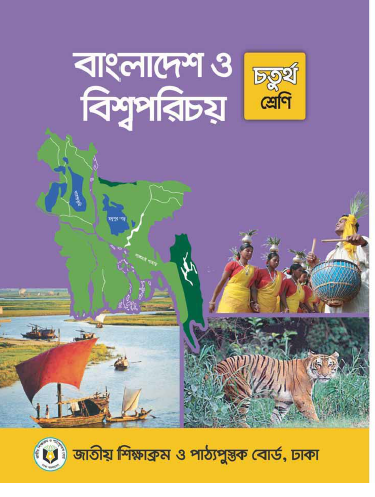 বাংলাদেশ ও
বিশ্বপরিচয়
চতুর্থ
শ্রেণি
জাতীয় শিক্ষাক্রম ও পাঠ্যপুস্তক বোর্ড, ঢাকা